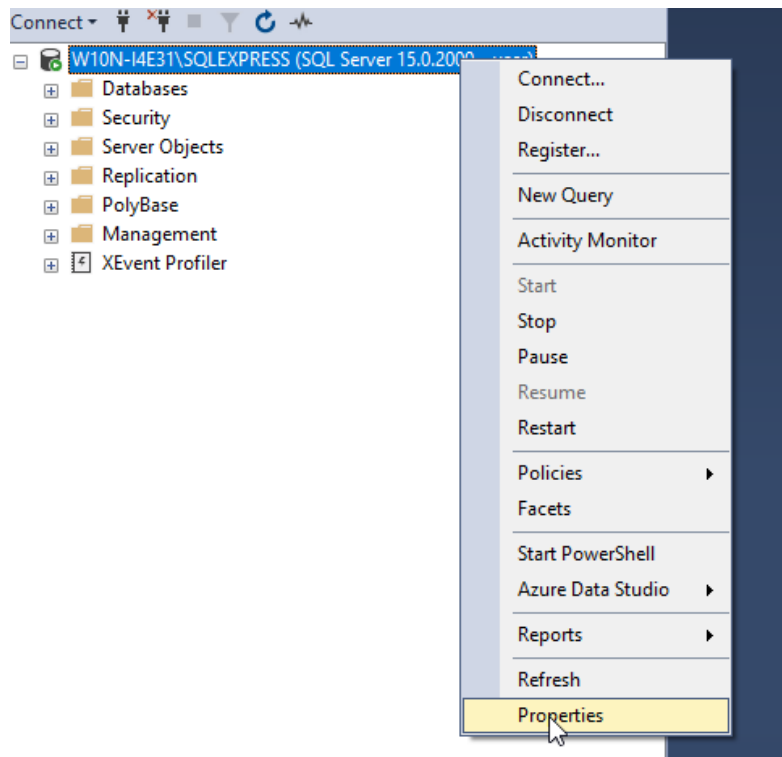 Connect
W10N-I4E31\SQLEXPRESS (SQL Server 15.0.2000 - user)
Databases
Security
Server Objects
Replication
PolyBase
Management
XEvent Profiler
Connect...
Disconnect
Register...
New Query
Activity Monitor
Start
Stop
Pause
Resume
Restart
Policies
Facets
Start PowerShell
Azure Data Studio
Reports
Refresh
Properties